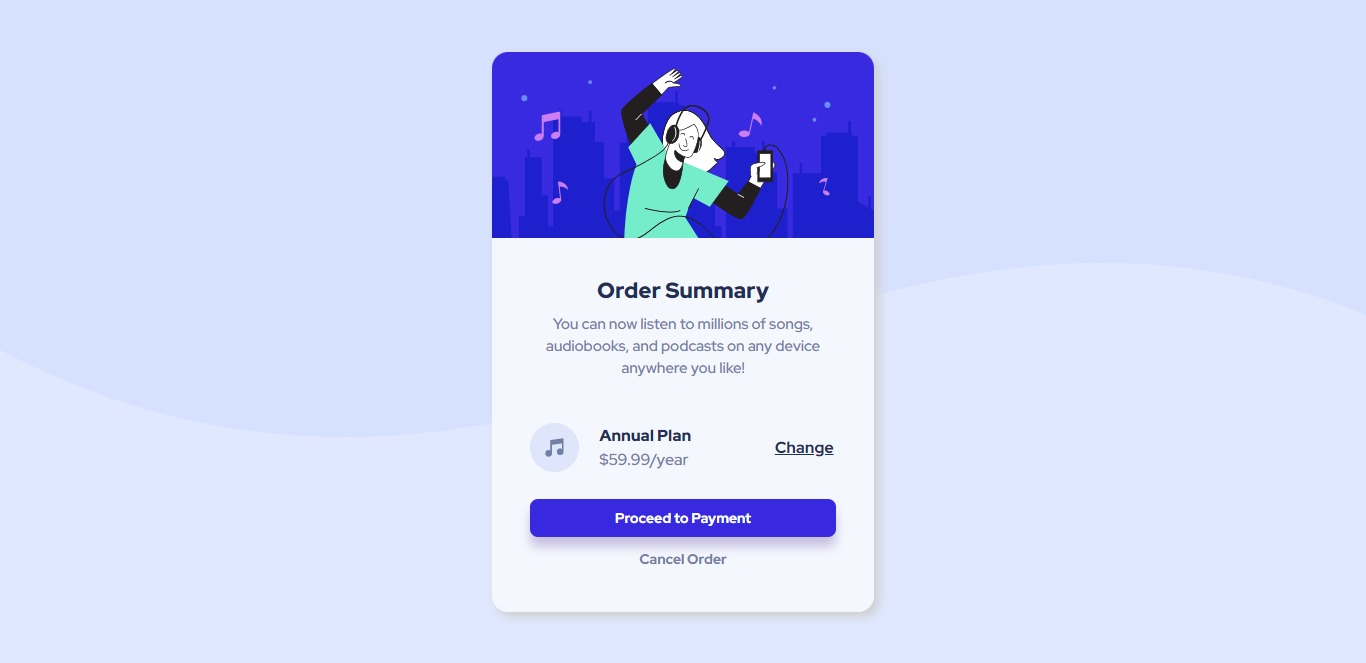 Order Summary
You can now listen to millions of songs,
audiobooks, and podcasts on any device
anywhere you like!
Annual Plan
$59.99/year
Change
Proceed to Payment
Cancel Order